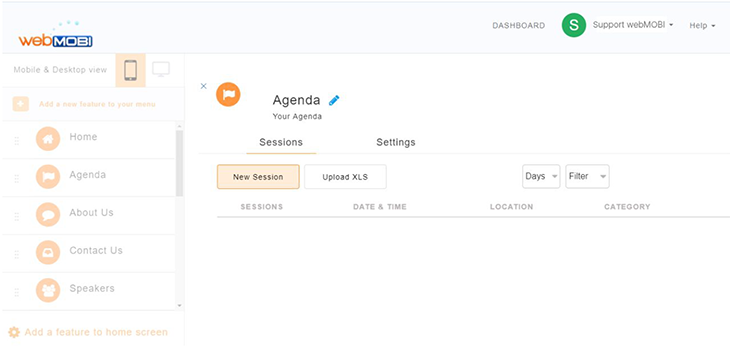 webMOBI
DASHBOARD
S
Support webMOBI
Help
Mobile & Desktop view
Add a new feature to your menu
Home
Agenda
About Us
Contact Us
Speakers
Add a feature to home screen
Agenda
Your Agenda
Sessions Settings
New Session Upload XLS Days Filter
SESSIONS DATE & TIME LOCATION CATEGORY